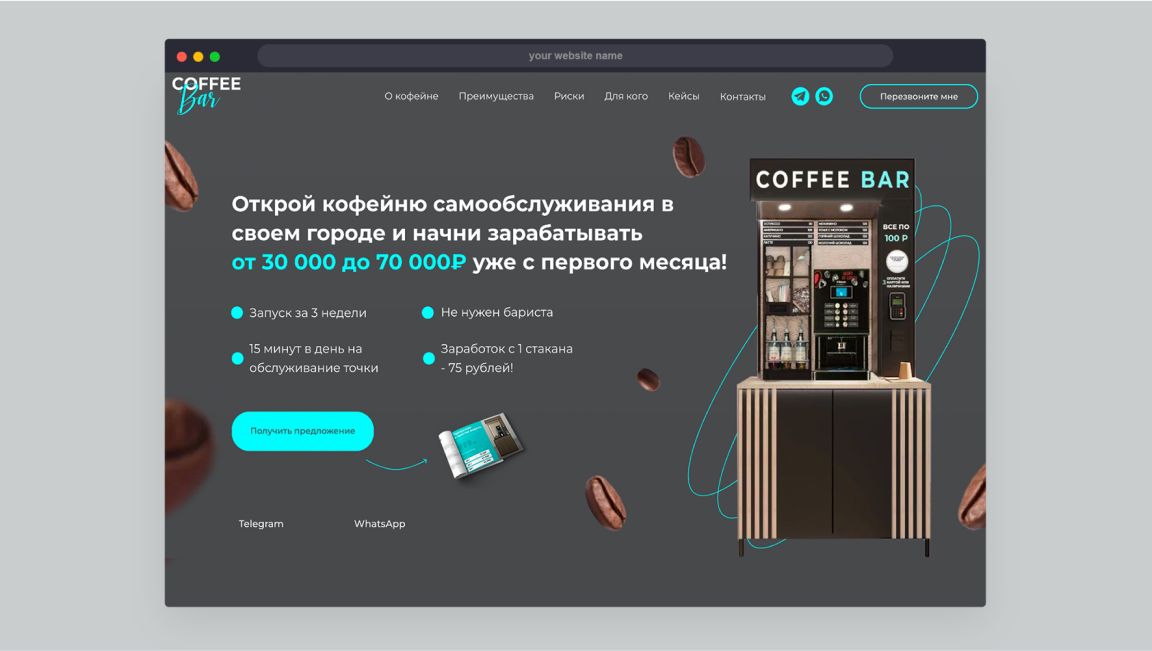 your website name
COFFEE
Bar
О кофейне
Преимущества
Риски
Для кого
Кейсы
Контакты
Перезвоните мне
Открой кофейню самообслуживания в
своем городе и начни зарабатывать
от 30 000 до 70 000₽ уже с первого месяца!
Запуск за 3 недели
Не нужен бариста
15 минут в день на
обслуживание точки
Заработок с 1 стакана
- 75 рублей!
Получить предложение
Telegram
WhatsApp
COFFEE BAR
ВСЕ ПО
100 Р